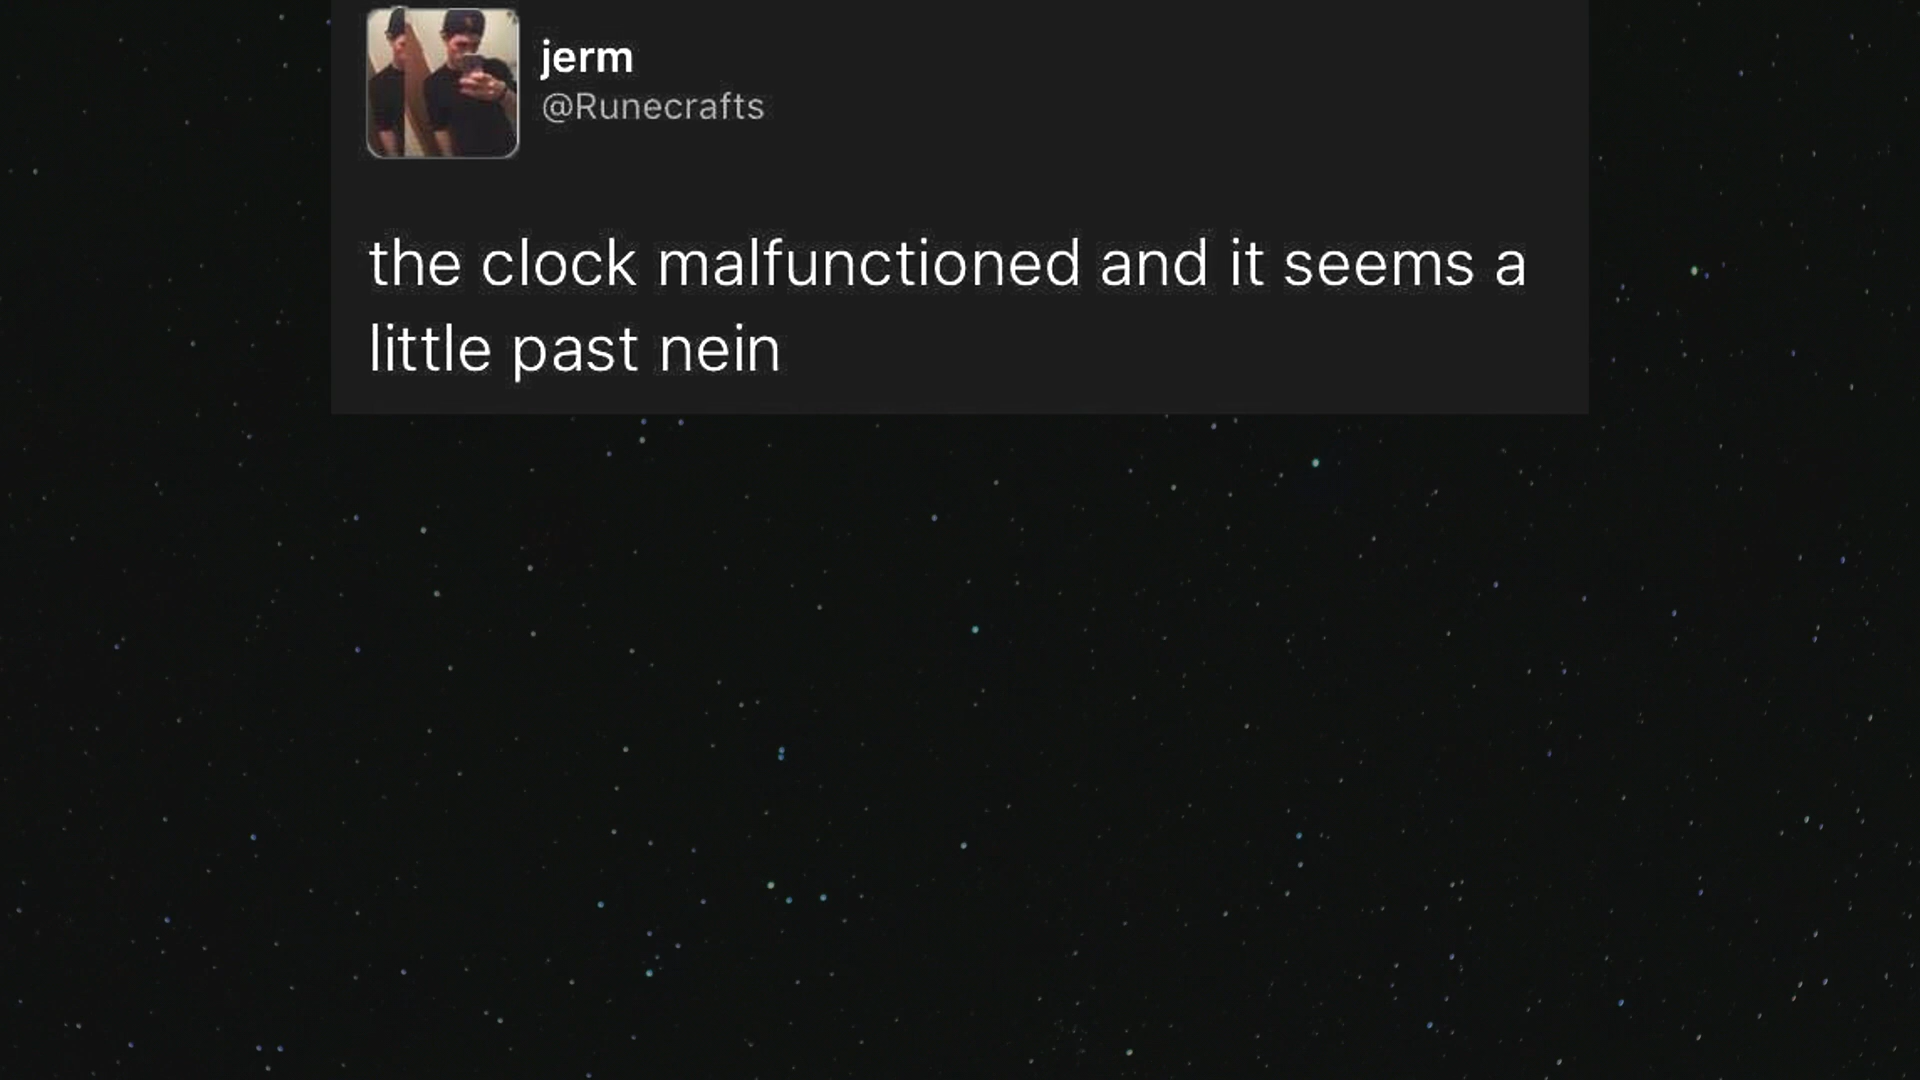 jerm
@Runecrafts
the clock malfunctioned and it seems a
little past nein